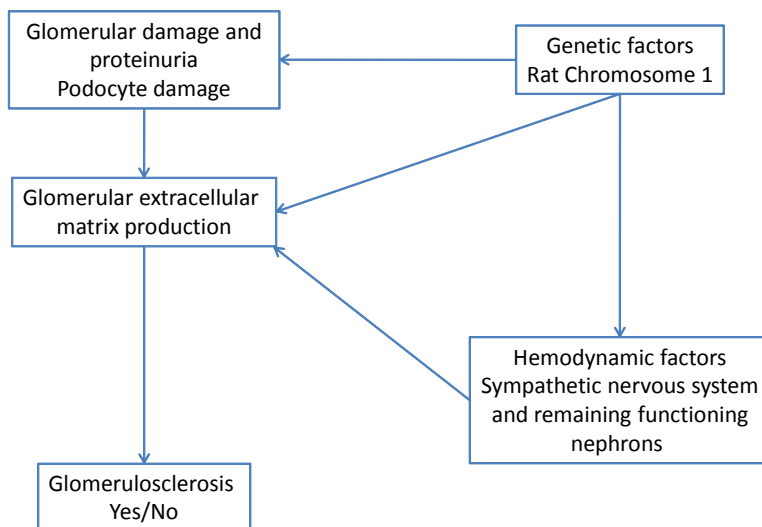 Glomerular damage and
proteinuria
Podocyte damage
Genetic factors
Rat Chromosome 1
Glomerular extracellular
matrix production
Hemodynamic factors
Sympathetic nervous system
and remaining functioning
nephrons
Glomerulosclerosis
Yes/No